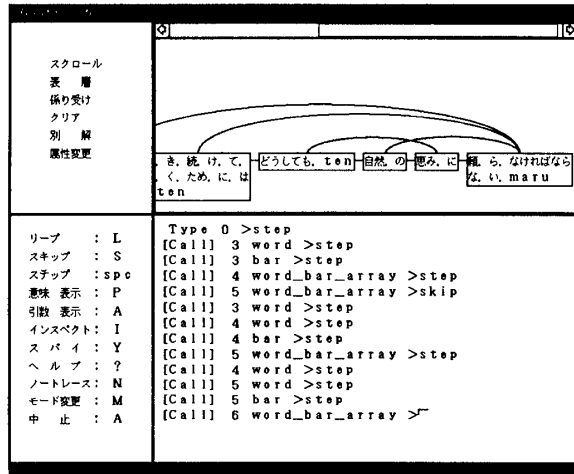 スクロール
表 層
係り受け
クリア
別 解
属性変更
き, 続, け, て,
く, ため, に, は
ten
どうしても, ten
自然, の
恵み, に
頼, ら, なければなら
な, い, maru
リープ : L
スキップ : S
ステップ : spc
意味 表示 : P
引数 表示 : A
インスペクト : I
スパイ : Y
ヘルプ : ?
ノートレース : N
モード変更 : M
中 止 : A
Type 0 >step
[Call] 3 word >step
[Call] 3 bar >step
[Call] 4 word_bar_array >step
[Call] 5 word_bar_array >skip
[Call] 3 word >step
[Call] 4 word >step
[Call] 4 bar >step
[Call] 5 word_bar_array >step
[Call] 4 word >step
[Call] 5 word >step
[Call] 5 bar >step
[Call] 6 word_bar_array >